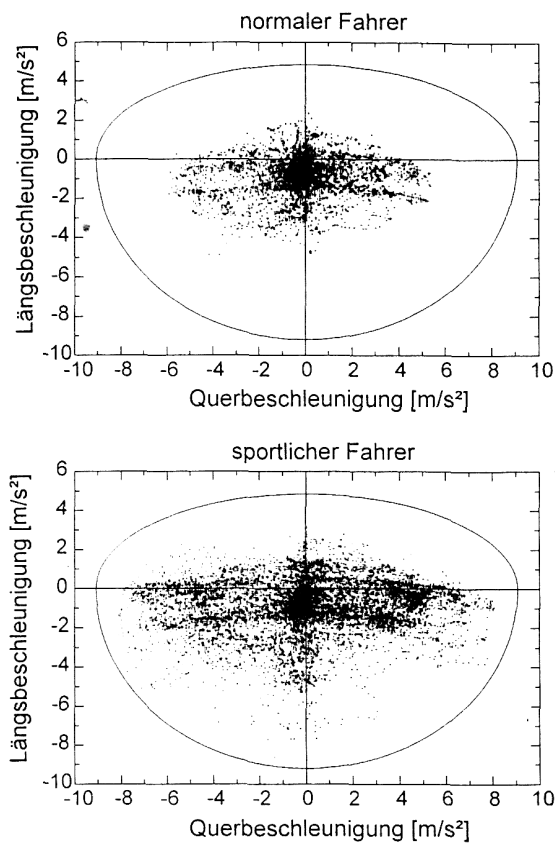 normaler Fahrer
Längsbeschleunigung [m/s²]
6
4
2
0
-2
-4
-6
-8
-10
-10 -8 -6 -4 -2 0 2 4 6 8 10
Querbeschleunigung [m/s²]
sportlicher Fahrer
Längsbeschleunigung [m/s²]
6
4
2
0
-2
-4
-6
-8
-10
-10 -8 -6 -4 -2 0 2 4 6 8 10
Querbeschleunigung [m/s²]